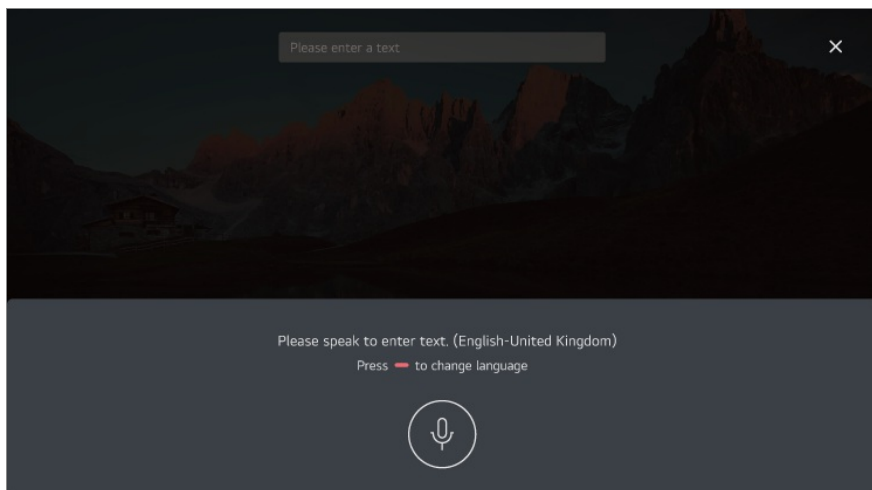 Please enter a text
Please speak to enter text. (English-United Kingdom)
Press to change language